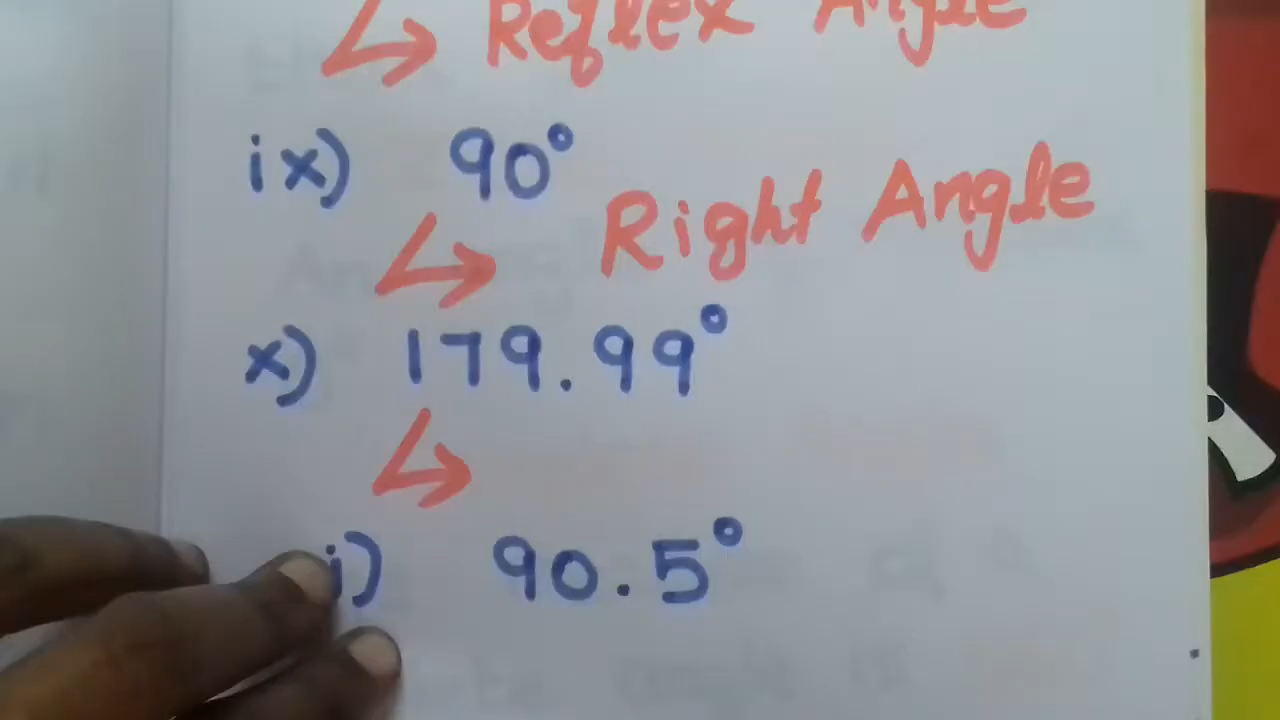 Reflex Angle
ix) 90°
Right Angle
x) 179.99°
i) 90.5°